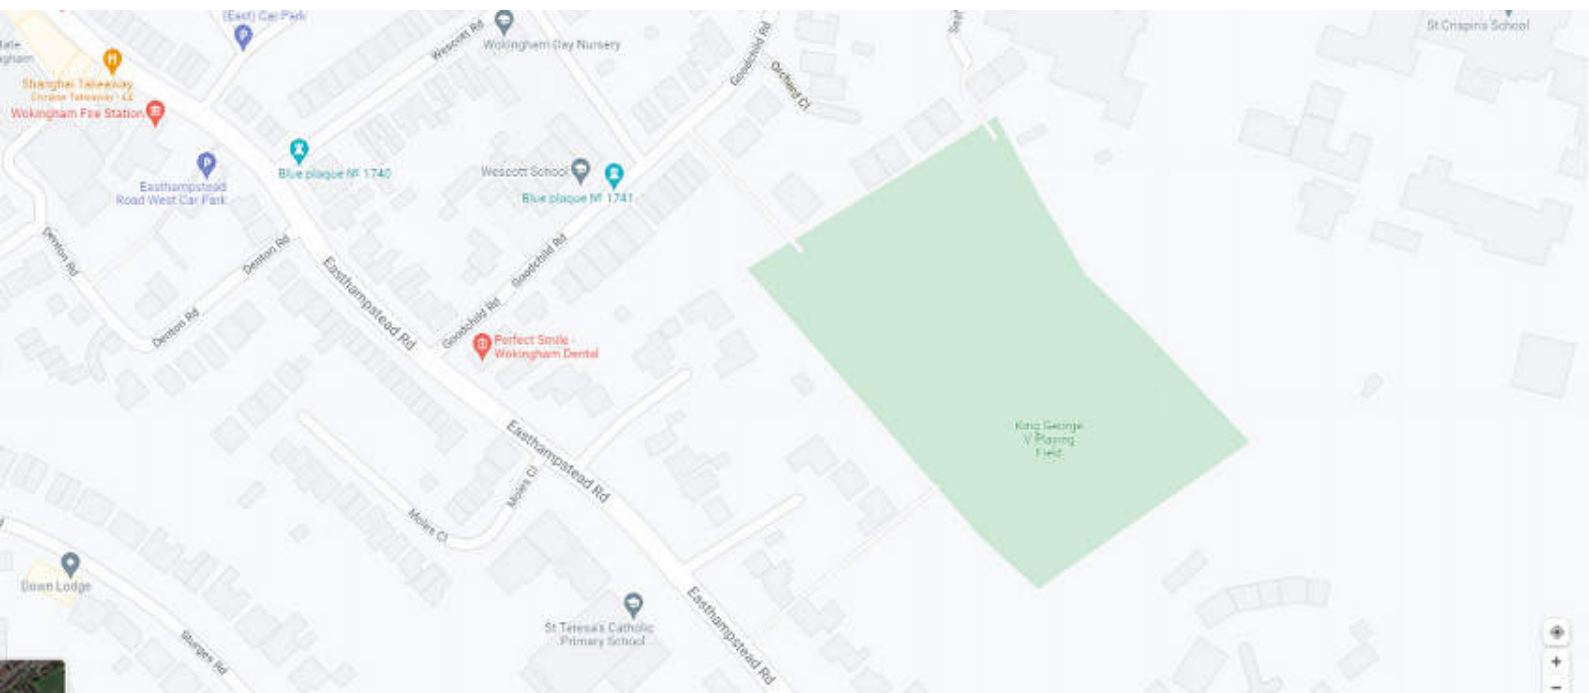 (East) Car Park
Wescott Rd
Wokingham Day Nursery
Goodchild Rd
Orchard Cl
St Crispin's School
Shanghai Takeaway
Chinese Takeaway • ££
Wokingham Fire Station
Blue plaque № 1740
Wescott School
Blue plaque № 1741
Easthampstead
Road West Car Park
Denton Rd
Denton Rd
Denton Rd
Goodchild Rd
Goodchild Rd
Easthampstead Rd
Perfect Smile -
Wokingham Dental
Easthampstead Rd
King George
V Playing
Field
Moles Cl
Moles Cl
Down Lodge
St Teresa's Catholic
Primary School
Easthampstead Rd
Sturges Rd